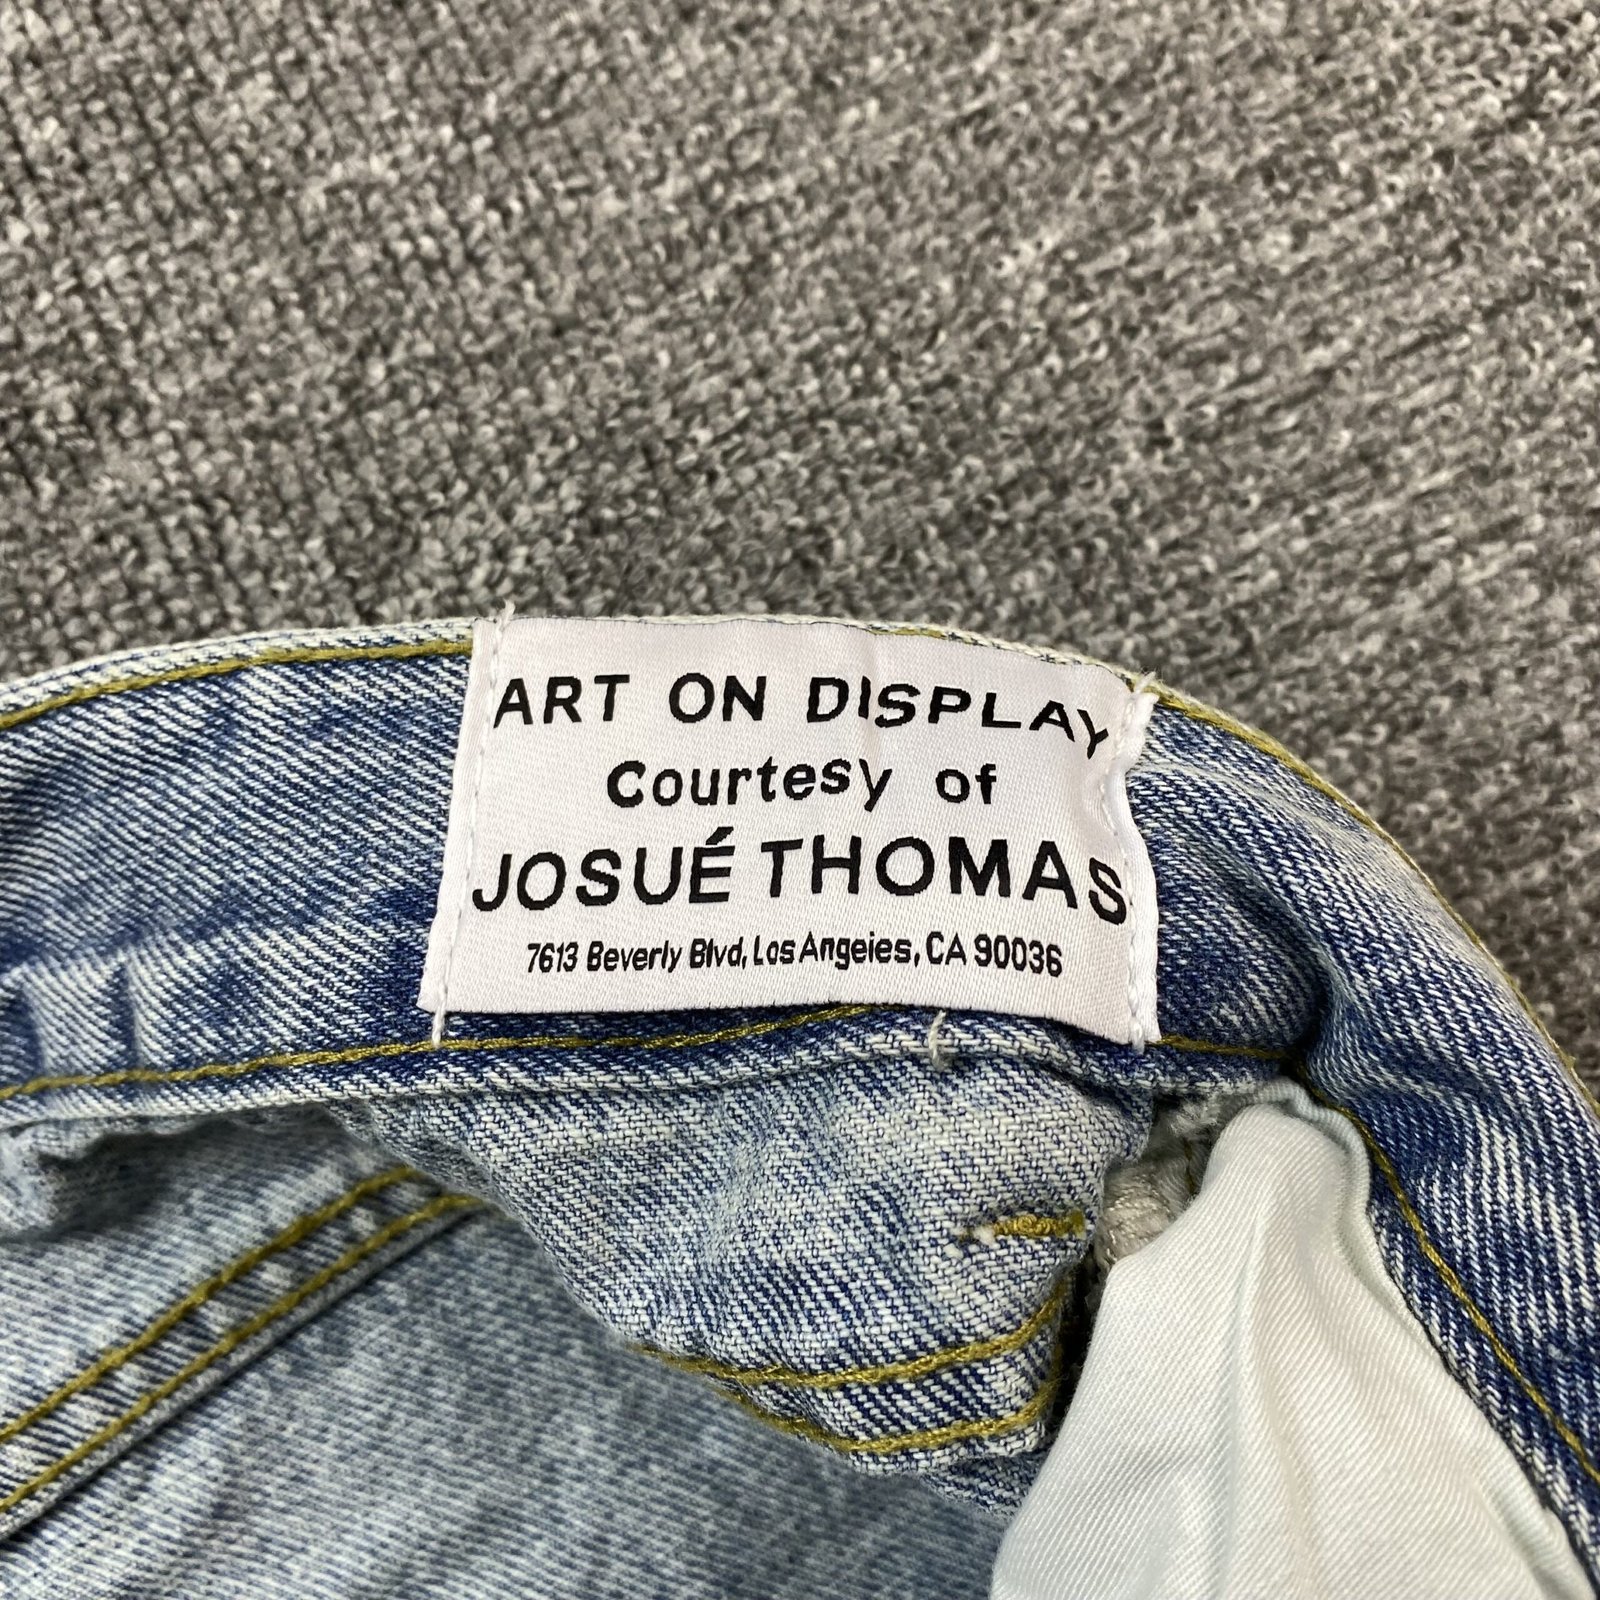 ART ON DISPLAY
Courtesy of
JOSUÉ THOMAS
7613 Beverly Blvd, Los Angeies, CA 90036